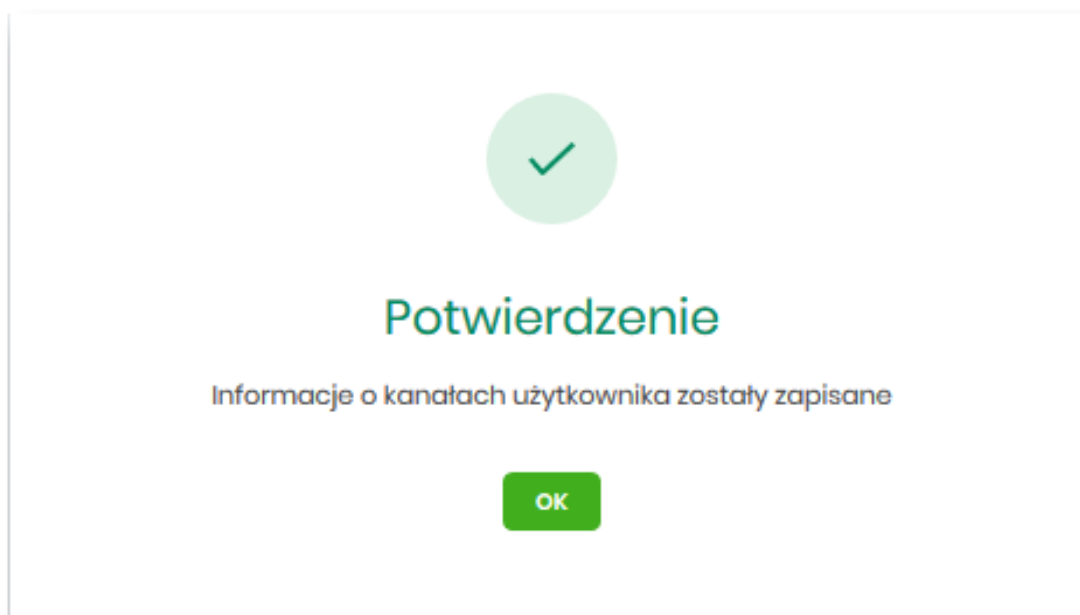 Potwierdzenie
Informacje o kanałach użytkownika zostały zapisane
OK